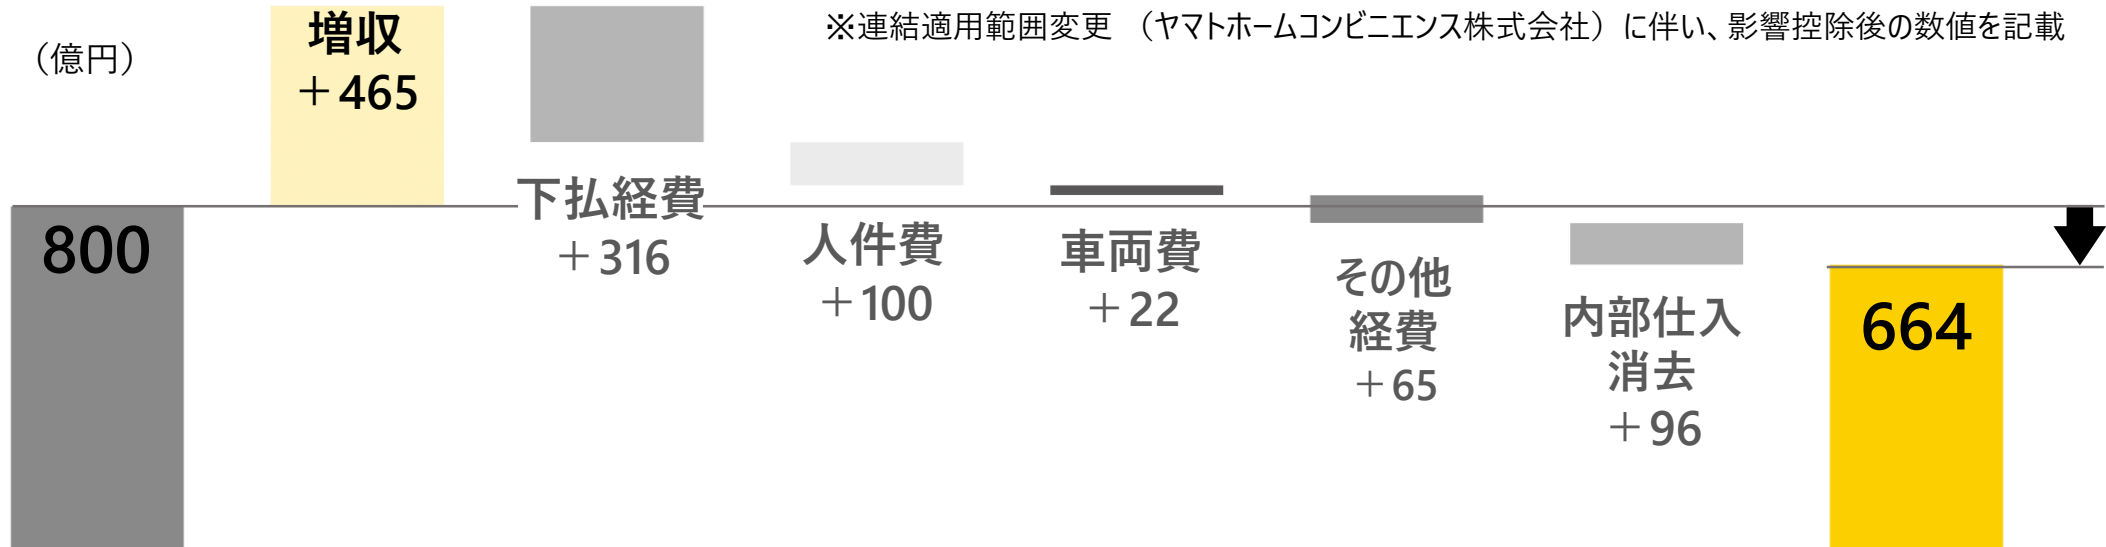 ※連結適用範囲変更 （ヤマトホームコンビニエンス株式会社）に伴い、影響控除後の数値を記載
（億円）
増収
＋465
下払経費
＋316
人件費
＋100
車両費
＋22
その他
経費
＋65
内部仕入
消去
＋96
800
664